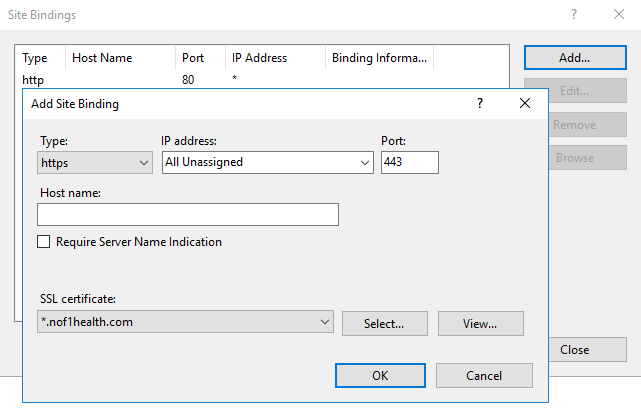 Site Bindings
Type Host Name Port IP Address Binding Informa...
http 80 *
Add...
Edit...
Remove
Browse
Close
Add Site Binding
Type: IP address: Port:
https All Unassigned 443
Host name:
Require Server Name Indication
SSL certificate:
*.nof1health.com Select... View...
OK Cancel